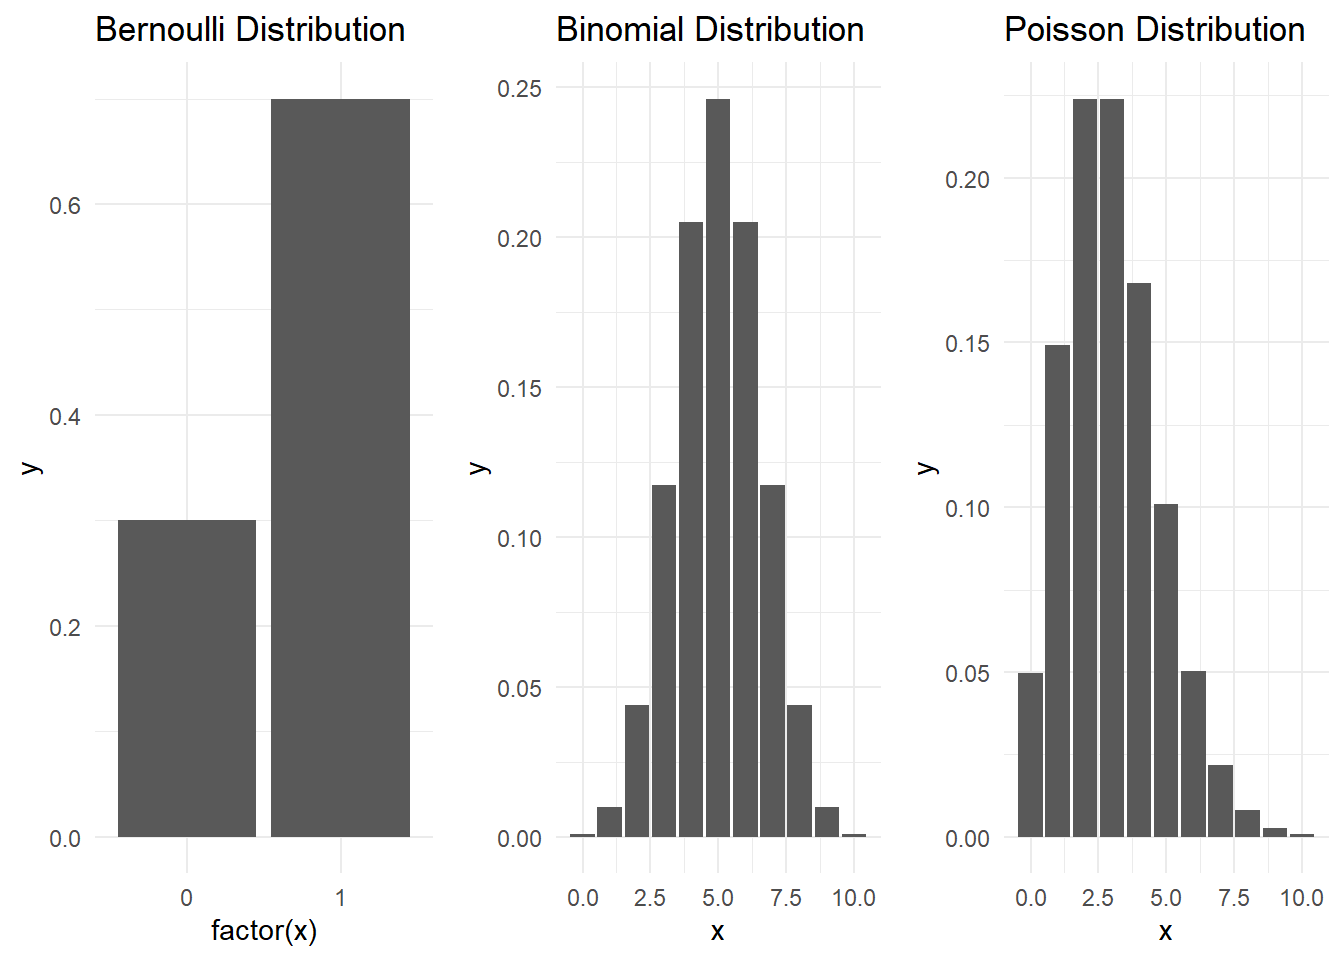 Bernoulli Distribution
0.6
0.4
0.2
0.0
y
0 1
factor(x)
Binomial Distribution
0.25
0.20
0.15
0.10
0.05
0.00
y
0.0 2.5 5.0 7.5 10.0
x
Poisson Distribution
0.20
0.15
0.10
0.05
0.00
y
0.0 2.5 5.0 7.5 10.0
x